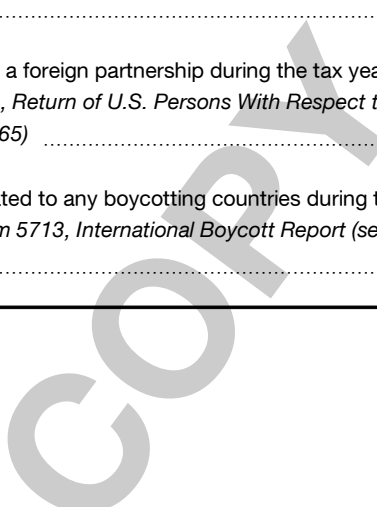 a foreign partnership during the tax yea
, Return of U.S. Persons With Respect t
65)
ted to any boycotting countries during t
m 5713, International Boycott Report (se
COPY